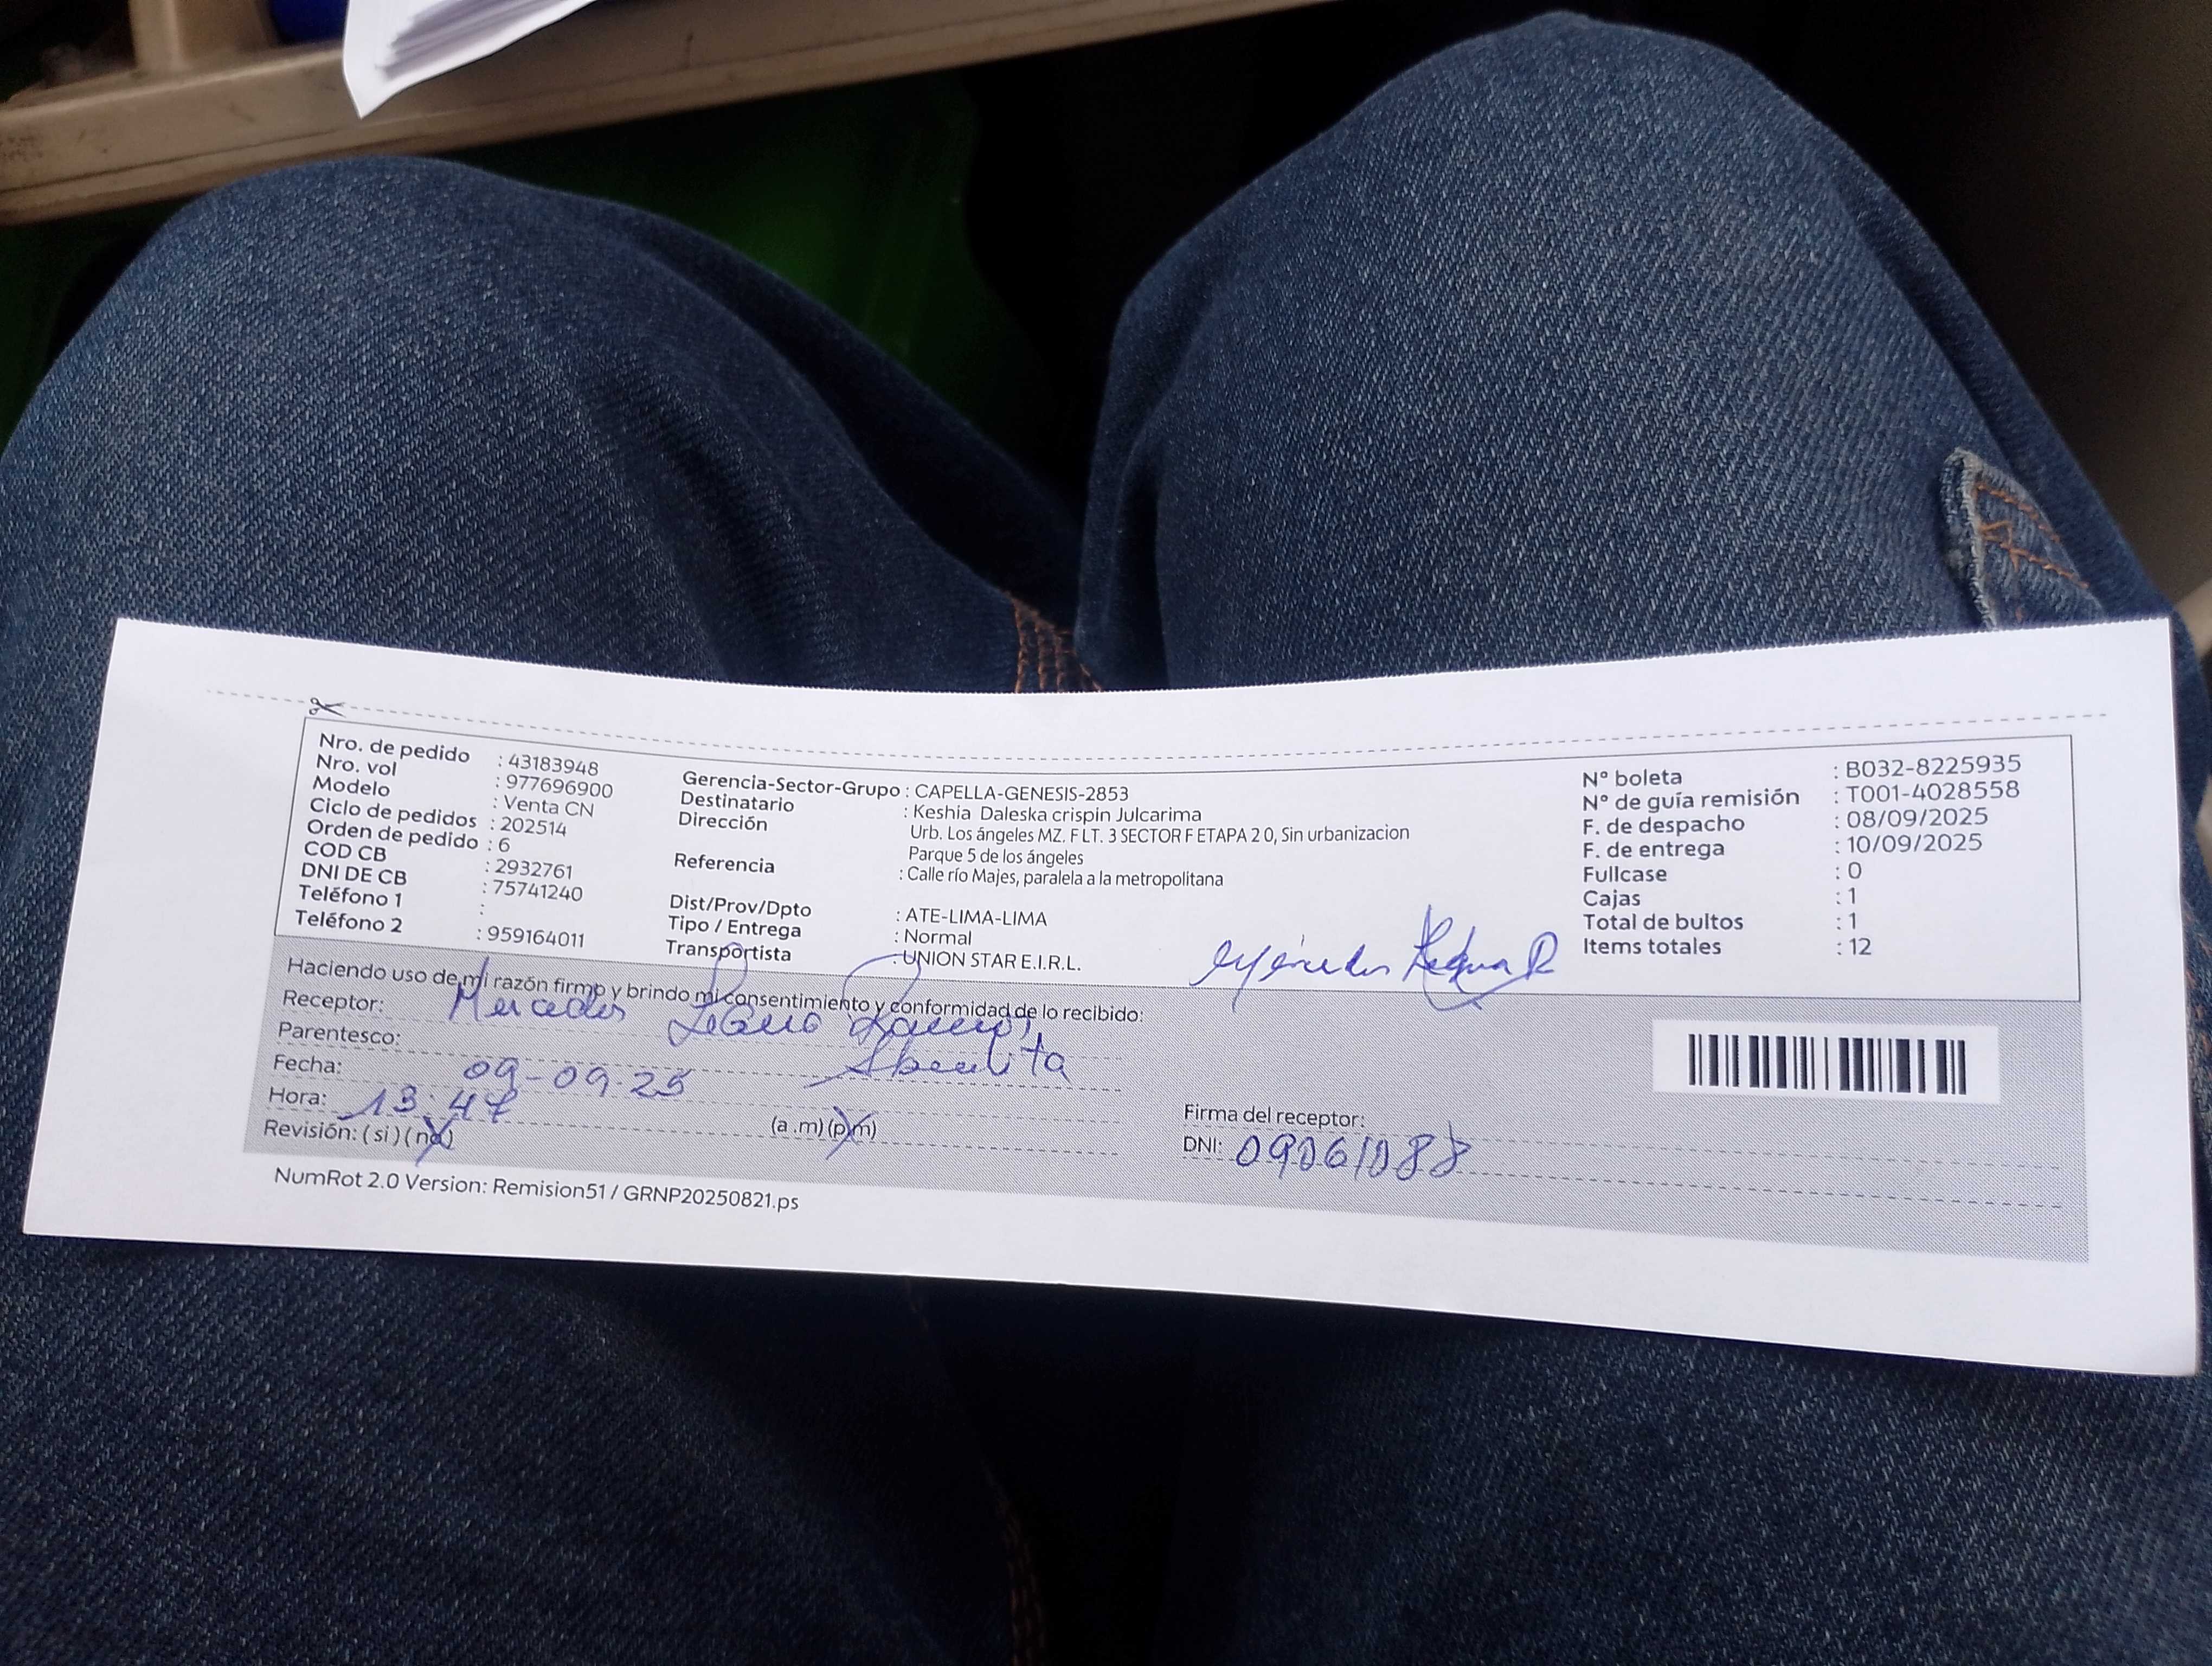 Nro. de pedido : 43183948
Nro. vol : 977696900
Modelo : Venta CN
Ciclo de pedidos : 202514
Orden de pedido : 6
COD CB : 2932761
DNI DE CB : 75741240
Teléfono 1 :
Teléfono 2 : 959164011
Gerencia-Sector-Grupo : CAPELLA-GENESIS-2853
Destinatario : Keshia Daleska crispin Julcarima
Dirección Urb. Los ángeles MZ. F LT. 3 SECTOR F ETAPA 2 0, Sin urbanizacion
Parque 5 de los ángeles
Referencia : Calle río Majes, paralela a la metropolitana
Dist/Prov/Dpto : ATE-LIMA-LIMA
Tipo / Entrega : Normal
Transportista : UNION STAR E.I.R.L.
N° boleta : B032-8225935
N° de guía remisión : T001-4028558
F. de despacho : 08/09/2025
F. de entrega : 10/09/2025
Fullcase : 0
Cajas : 1
Total de bultos : 1
Items totales : 12
Haciendo uso de mi razón firmo y brindo mi consentimiento y conformidad de lo recibido:
Receptor: Mercedes
Parentesco: Abuelita
Fecha: 09-09-25
Hora: 13:47 (a.m) (p.m)
Revisión: (si) (no)
Firma del receptor:
DNI: 09061088
NumRot 2.0 Version: Remision51 / GRNP20250821.ps